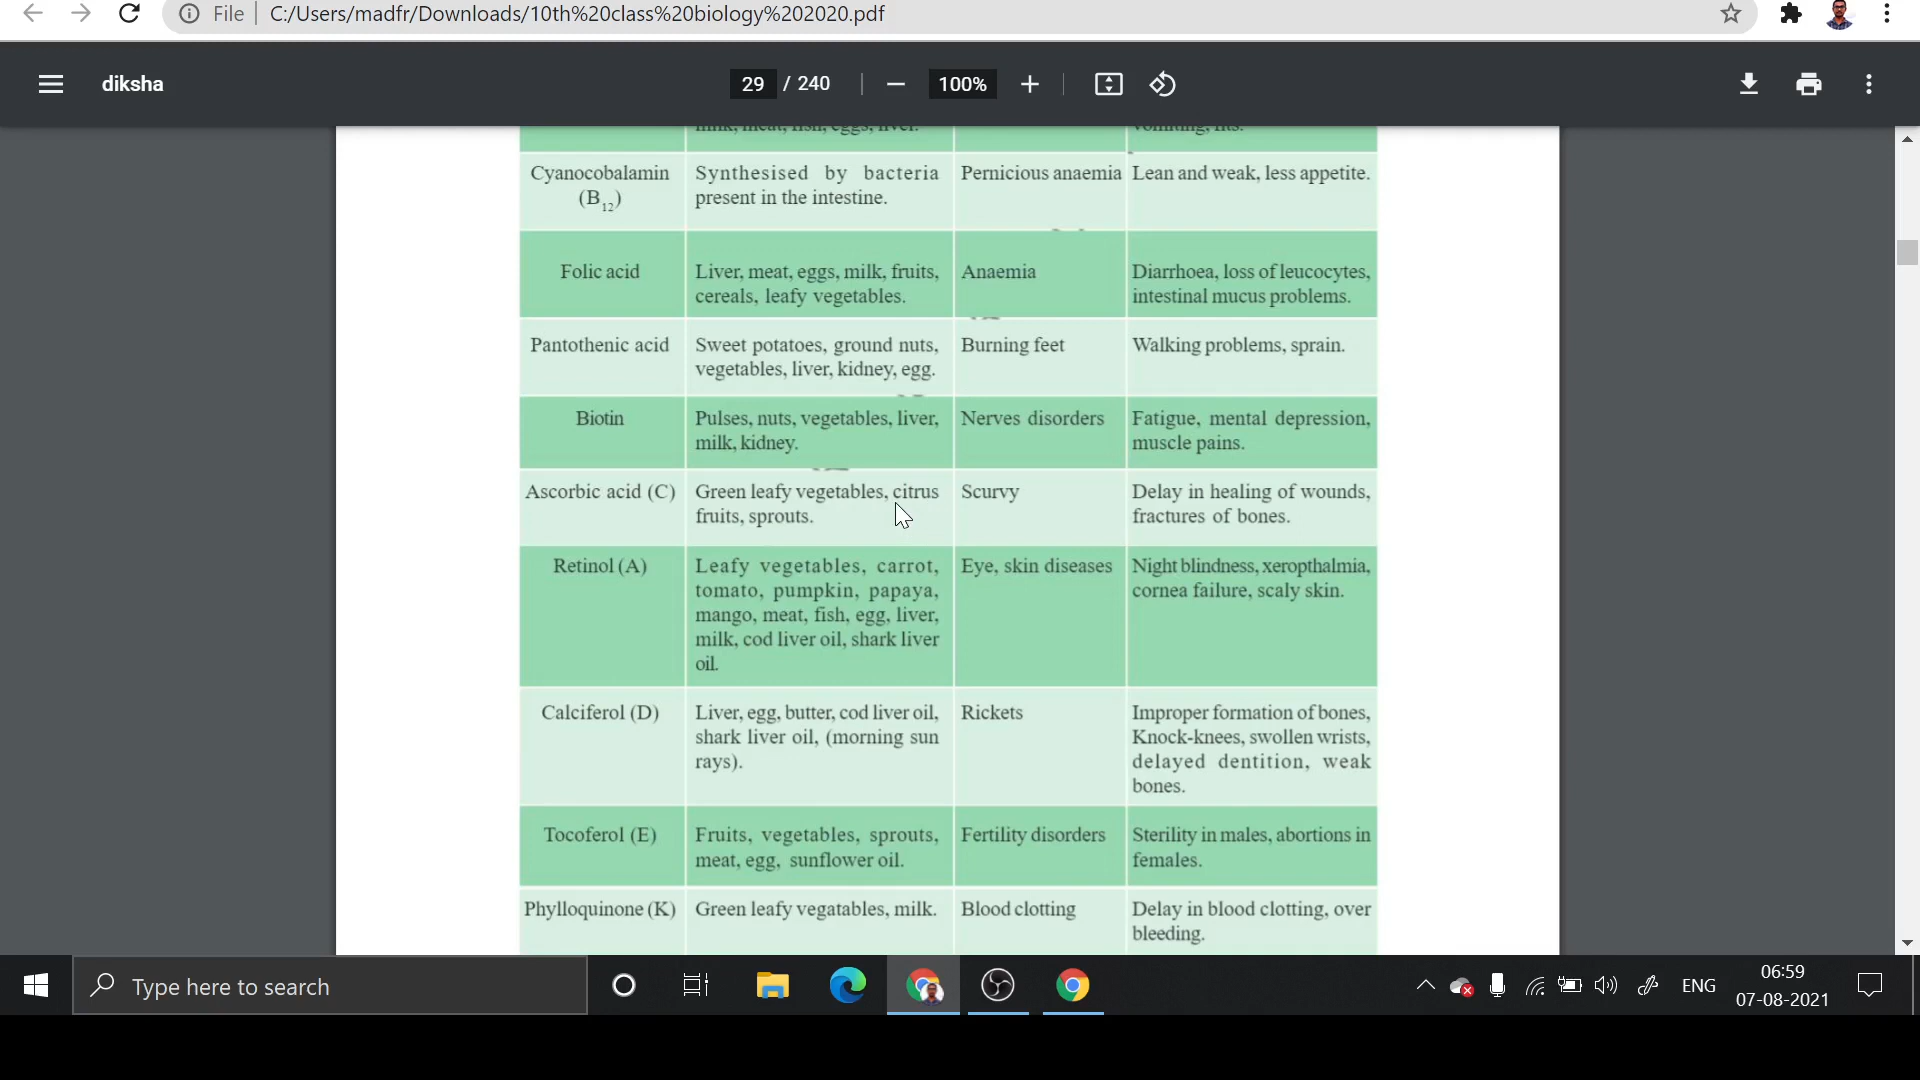 File C:/Users/madfr/Downloads/10th%20class%20biology%202020.pdf
diksha 29 / 240 100%
milk, meat, fish, eggs, liver. vomiting, fits.
Cyanocobalamin Synthesised by bacteria Pernicious anaemia Lean and weak, less appetite.
(B12) present in the intestine.
Folic acid Liver, meat, eggs, milk, fruits, Anaemia Diarrhoea, loss of leucocytes,
cereals, leafy vegetables. intestinal mucus problems.
Pantothenic acid Sweet potatoes, ground nuts, Burning feet Walking problems, sprain.
vegetables, liver, kidney, egg.
Biotin Pulses, nuts, vegetables, liver, Nerves disorders Fatigue, mental depression,
milk, kidney. muscle pains.
Ascorbic acid (C) Green leafy vegetables, citrus Scurvy Delay in healing of wounds,
fruits, sprouts. fractures of bones.
Retinol (A) Leafy vegetables, carrot, Eye, skin diseases Night blindness, xeropthalmia,
tomato, pumpkin, papaya, cornea failure, scaly skin.
mango, meat, fish, egg, liver,
milk, cod liver oil, shark liver
oil.
Calciferol (D) Liver, egg, butter, cod liver oil, Rickets Improper formation of bones,
shark liver oil, (morning sun Knock-knees, swollen wrists,
rays). delayed dentition, weak
bones.
Tocoferol (E) Fruits, vegetables, sprouts, Fertility disorders Sterility in males, abortions in
meat, egg, sunflower oil. females.
Phylloquinone (K) Green leafy vegatables, milk. Blood clotting Delay in blood clotting, over
bleeding.
Type here to search ENG 06:59
07-08-2021